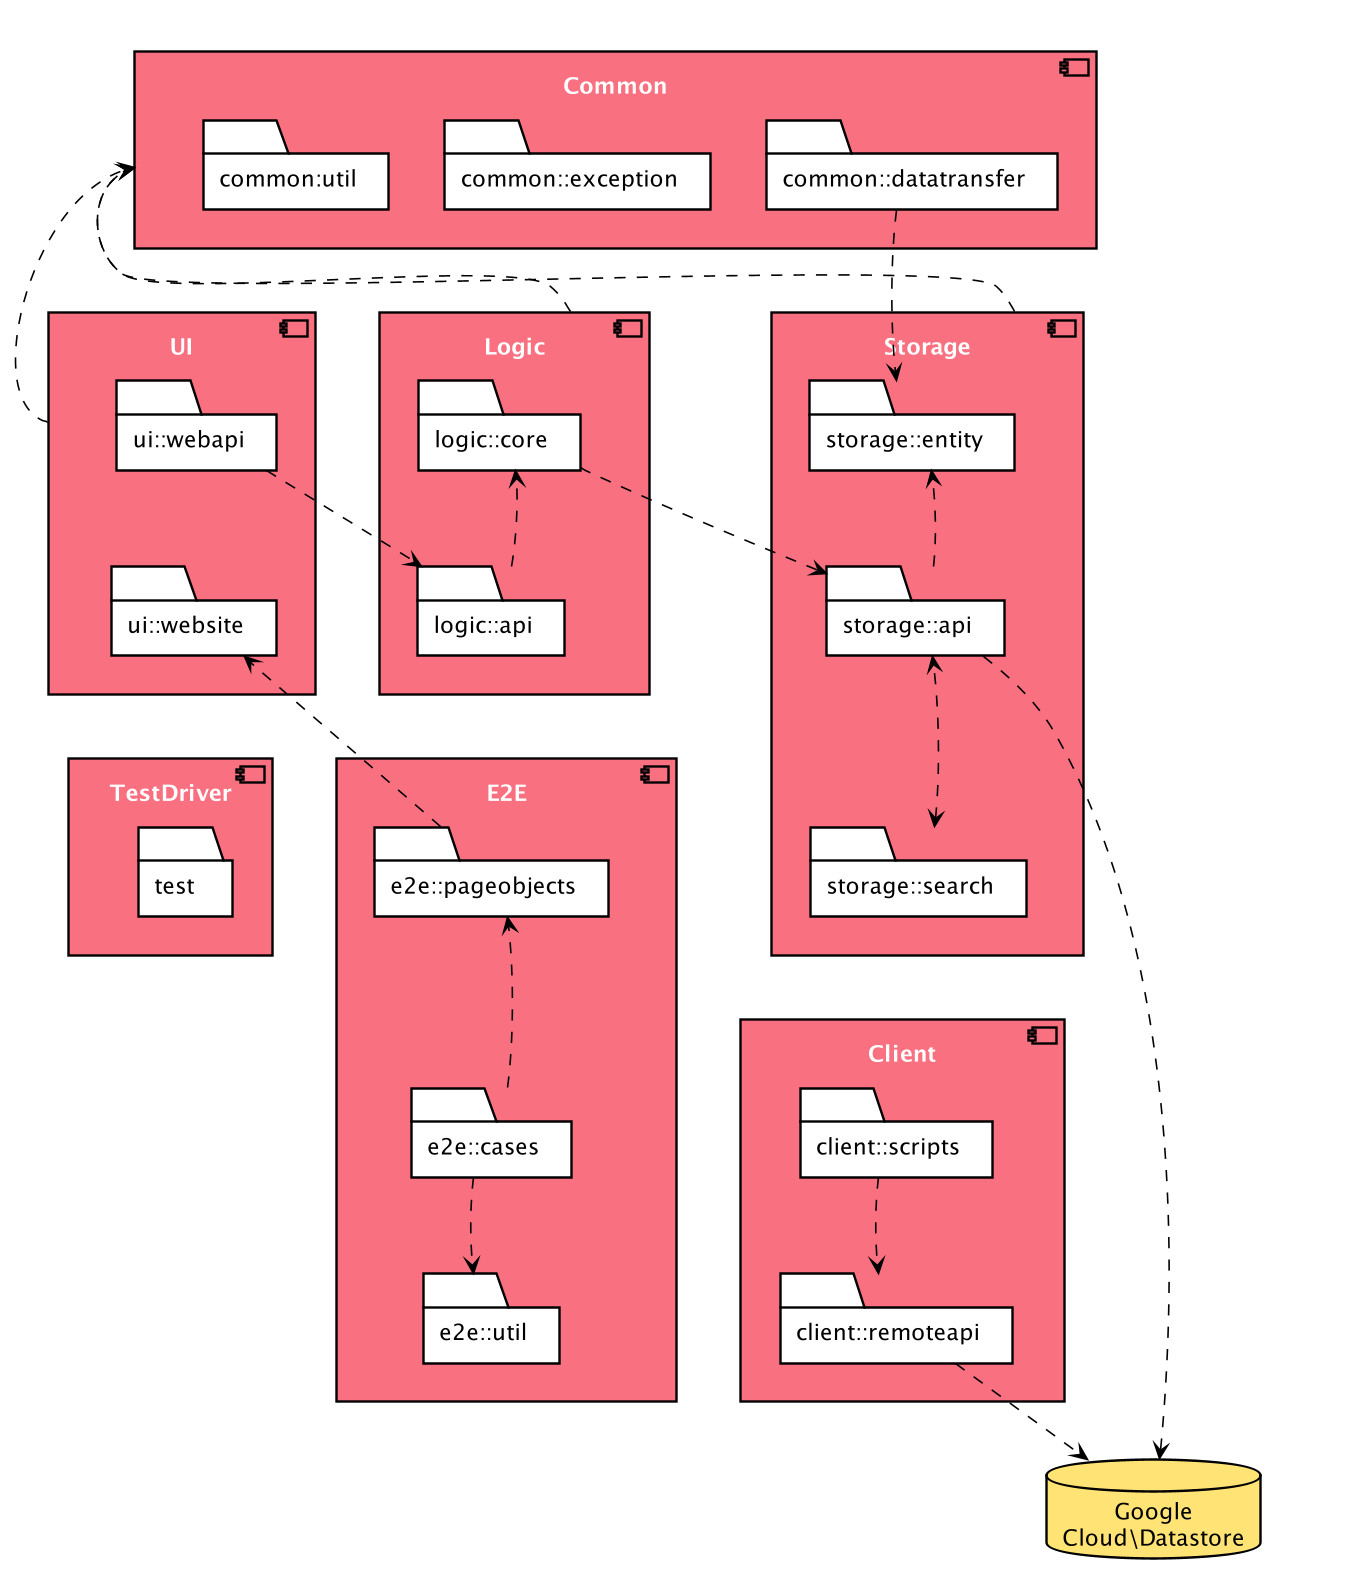 Common
common:util
common::exception
common::datatransfer
UI
ui::webapi
ui::website
Logic
logic::core
logic::api
Storage
storage::entity
storage::api
storage::search
TestDriver
test
E2E
e2e::pageobjects
e2e::cases
e2e::util
Client
client::scripts
client::remoteapi
Google
Cloud\Datastore